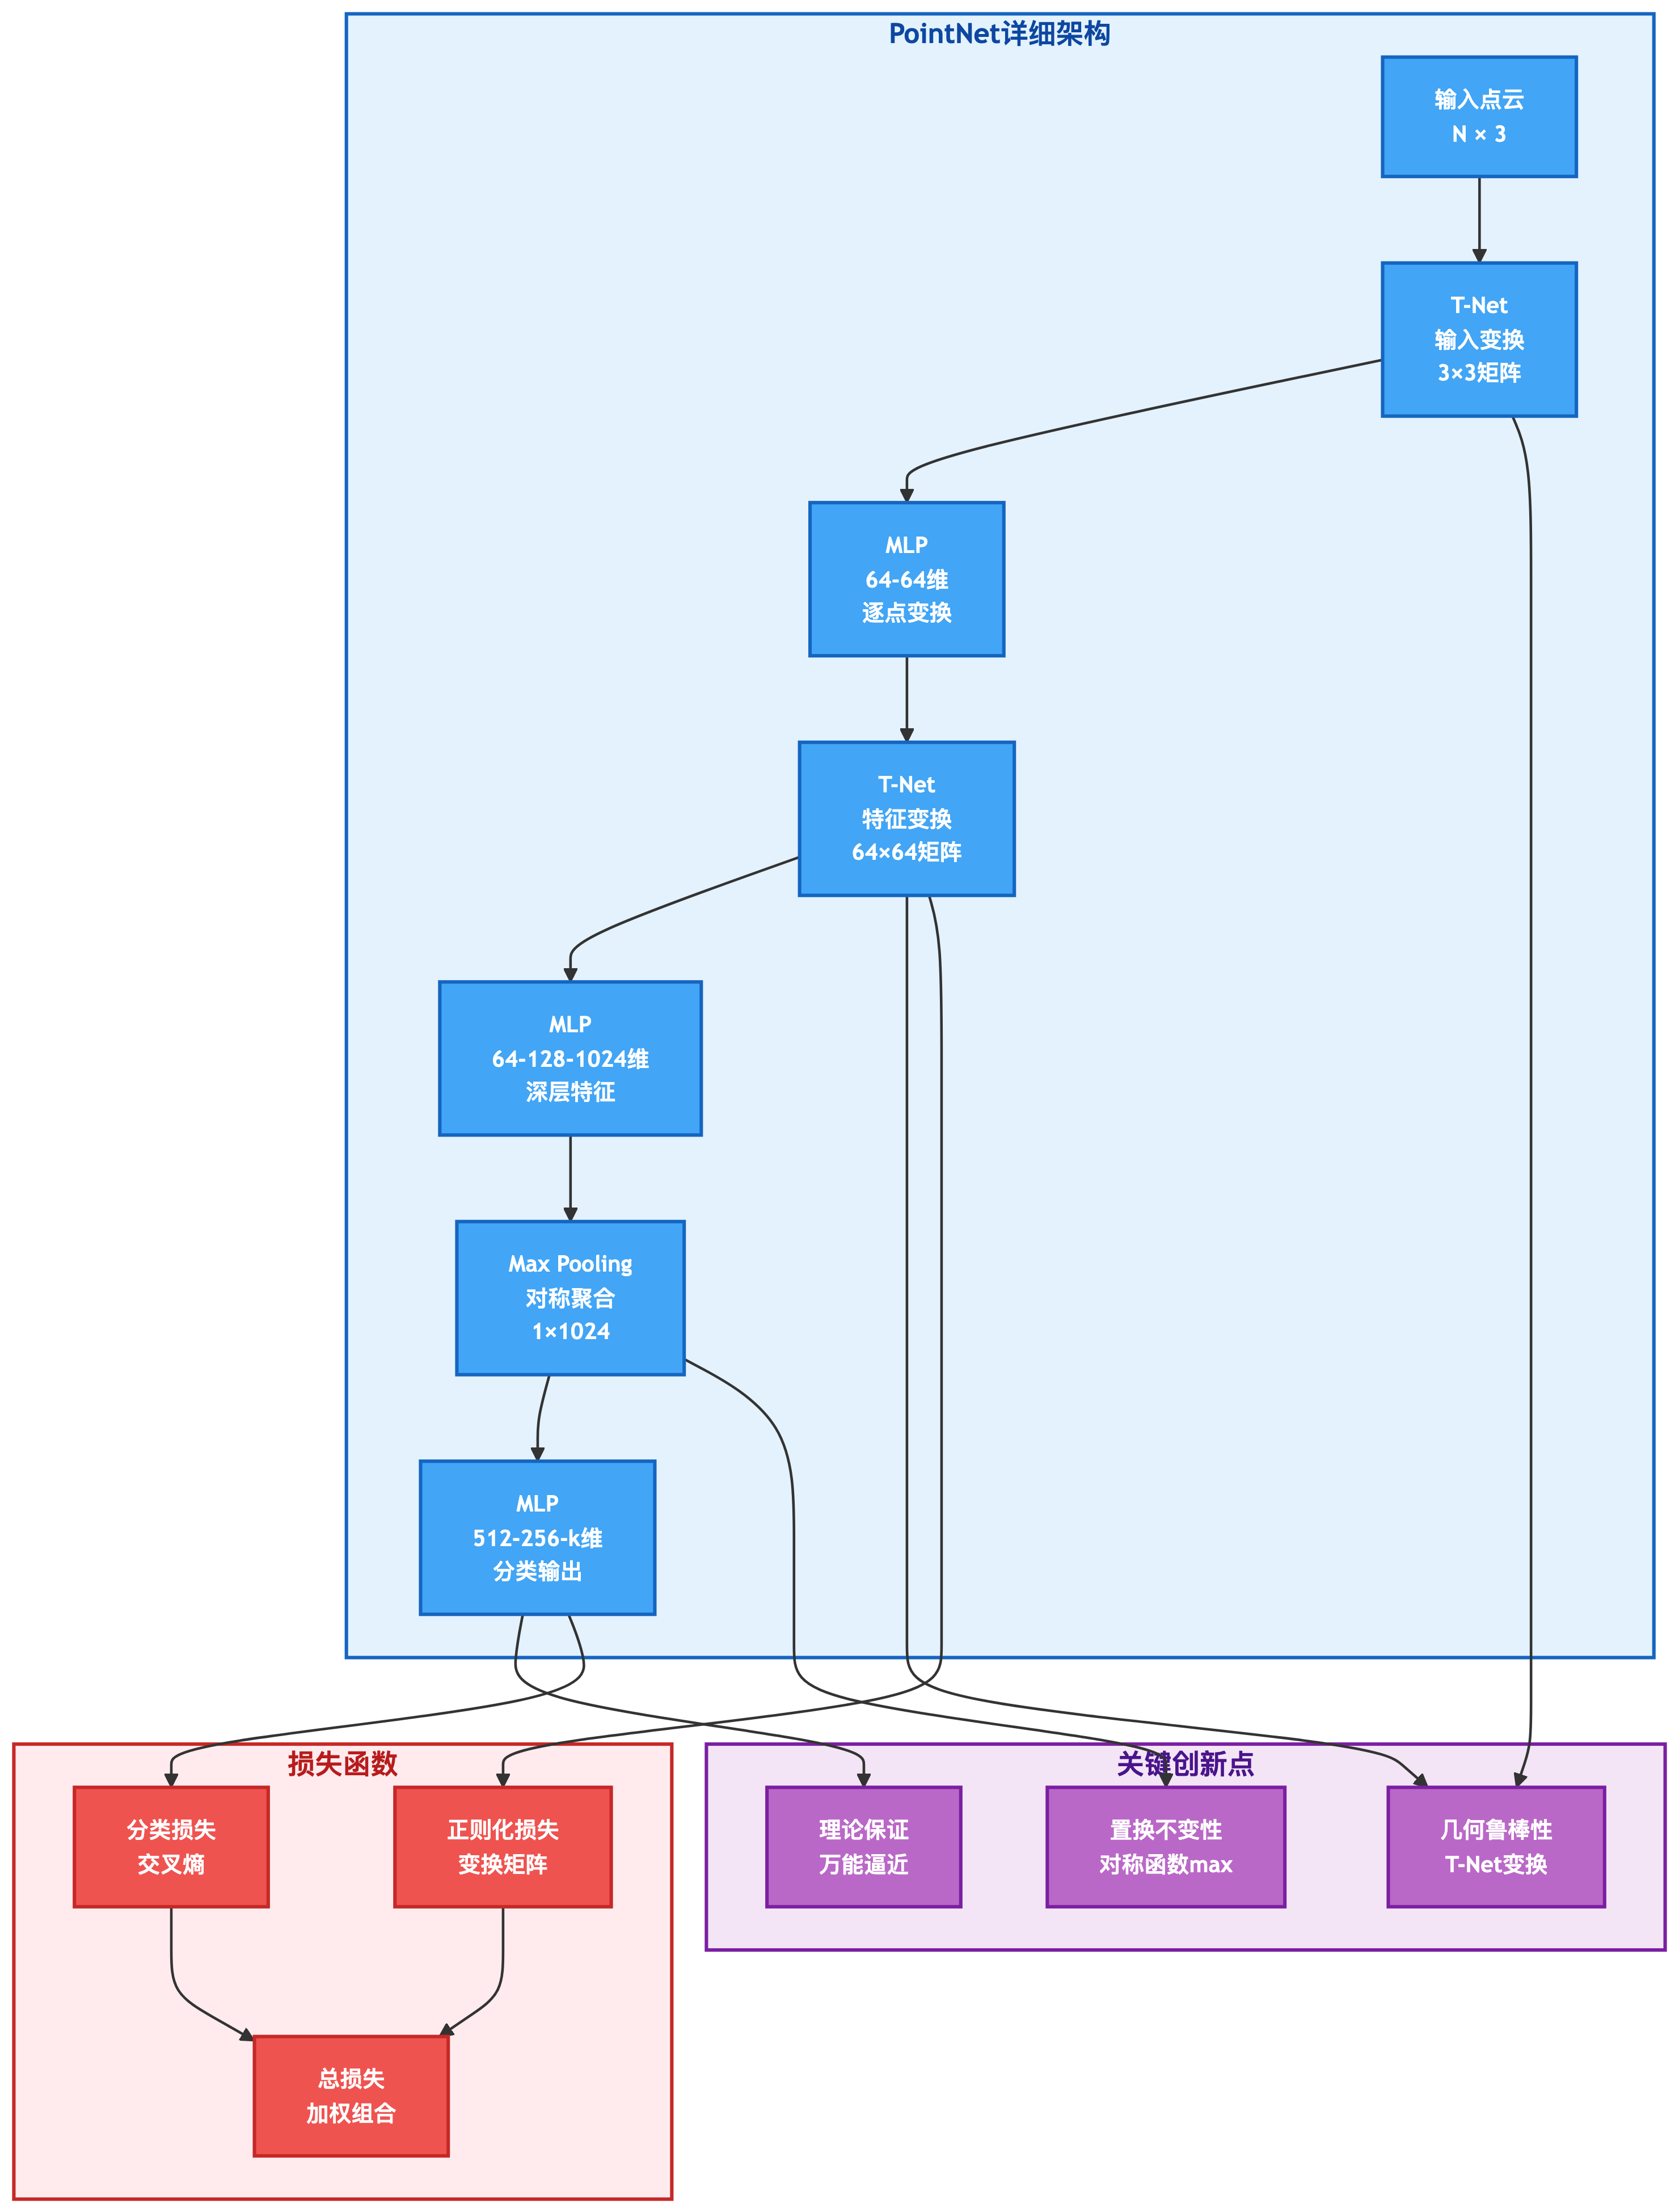 PointNet详细架构
输入点云
N × 3
T-Net
输入变换
3×3矩阵
MLP
64-64维
逐点变换
T-Net
特征变换
64×64矩阵
MLP
64-128-1024维
深层特征
Max Pooling
对称聚合
1×1024
MLP
512-256-k维
分类输出
损失函数
分类损失
交叉熵
正则化损失
变换矩阵
总损失
加权组合
关键创新点
理论保证
万能逼近
置换不变性
对称函数max
几何鲁棒性
T-Net变换